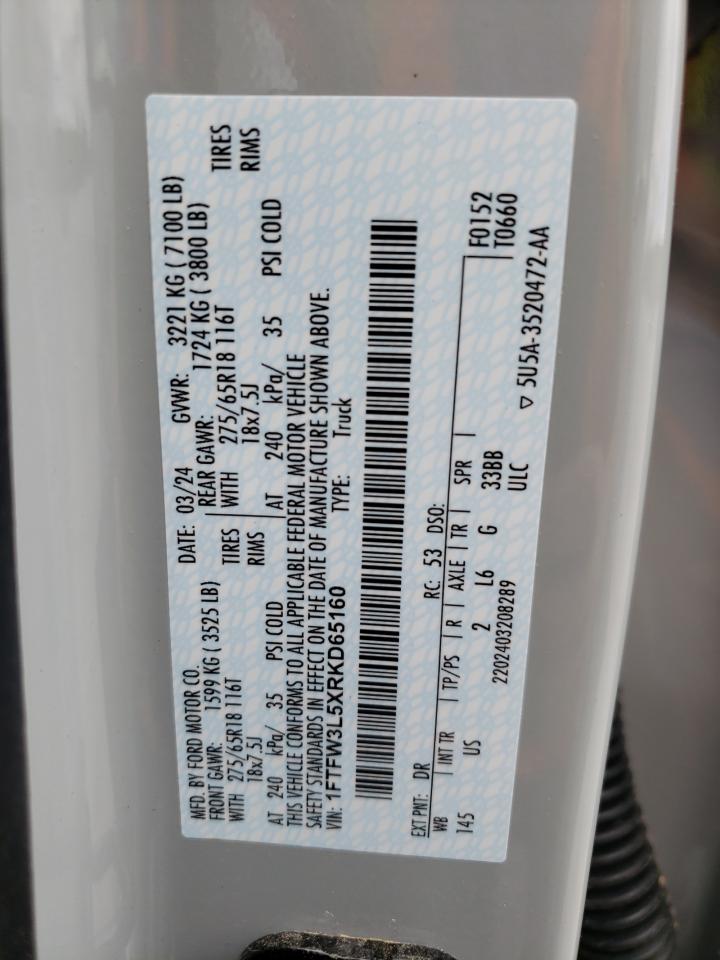 MFD. BY FORD MOTOR CO. DATE: 03/24 GVWR: 3221 KG ( 7100 LB)
FRONT GAWR: 1599 KG ( 3525 LB) REAR GAWR: 1724 KG ( 3800 LB)
WITH 275/65R18 116T TIRES WITH 275/65R18 116T TIRES
18x7.5J RIMS 18x7.5J RIMS
AT 240 kPa/ 35 PSI COLD AT 240 kPa/ 35 PSI COLD
THIS VEHICLE CONFORMS TO ALL APPLICABLE FEDERAL MOTOR VEHICLE
SAFETY STANDARDS IN EFFECT ON THE DATE OF MANUFACTURE SHOWN ABOVE.
VIN: 1FTFW3L5XRKD65160 TYPE: Truck
EXT PNT: DR RC: 53 DSO: F0152
WB INT TR TP/PS R AXLE TR SPR T0660
145 US 2 L6 G 33BB
2202403208289 ULC
▽ 5U5A-3520472-AA